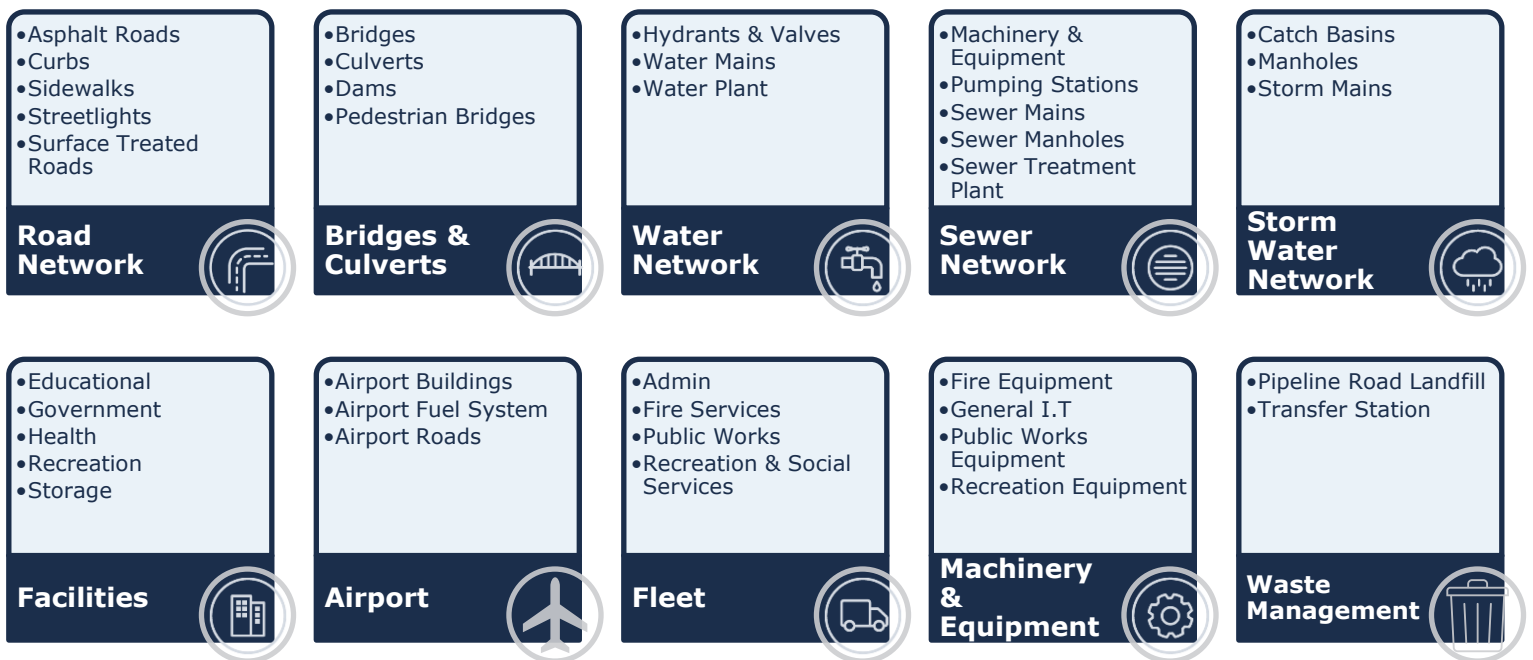 •Asphalt Roads
•Curbs
•Sidewalks
•Streetlights
•Surface Treated
Roads
Road
Network
•Bridges
•Culverts
•Dams
•Pedestrian Bridges
Bridges &
Culverts
•Hydrants & Valves
•Water Mains
•Water Plant
Water
Network
•Machinery &
Equipment
•Pumping Stations
•Sewer Mains
•Sewer Manholes
•Sewer Treatment
Plant
Sewer
Network
•Catch Basins
•Manholes
•Storm Mains
Storm
Water
Network
•Educational
•Government
•Health
•Recreation
•Storage
Facilities
•Airport Buildings
•Airport Fuel System
•Airport Roads
Airport
•Admin
•Fire Services
•Public Works
•Recreation & Social
Services
Fleet
•Fire Equipment
•General I.T
•Public Works
Equipment
•Recreation Equipment
Machinery
&
Equipment
•Pipeline Road Landfill
•Transfer Station
Waste
Management